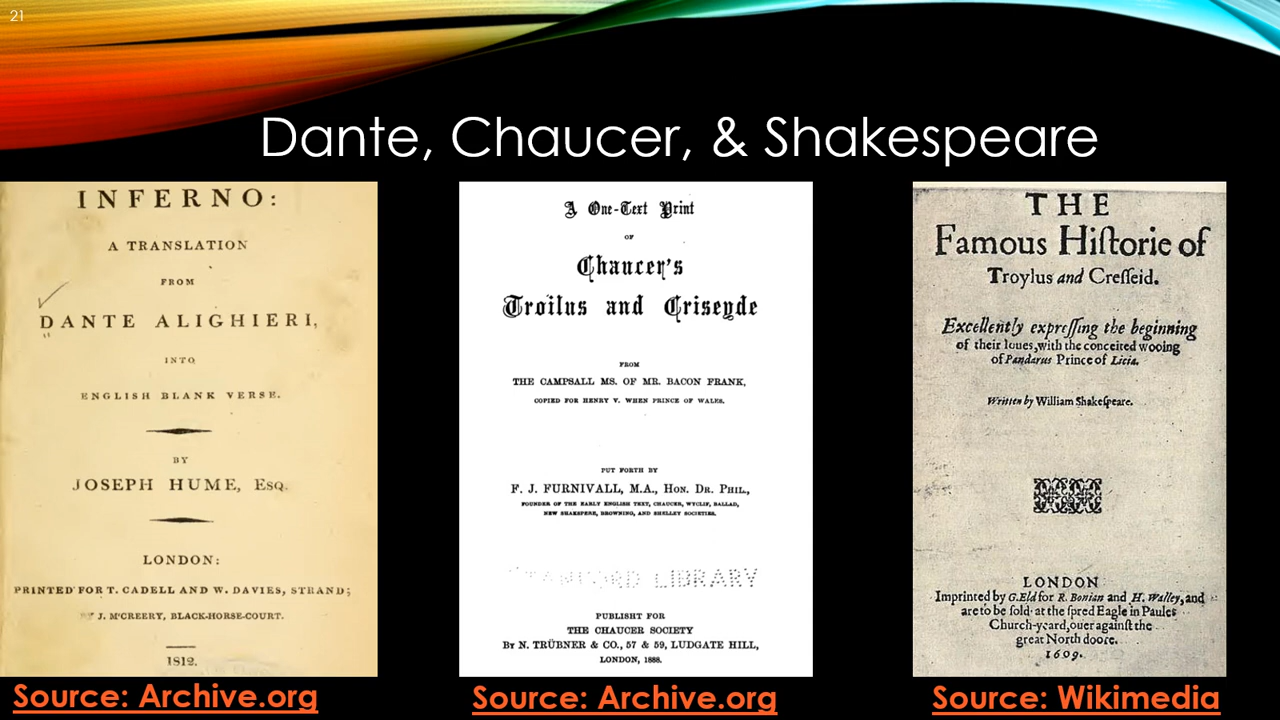 21
Dante, Chaucer, & Shakespeare
INFERNO:
A TRANSLATION
FROM
DANTE ALIGHIERI,
INTO
ENGLISH BLANK VERSE.
BY
JOSEPH HUME, Esq.
LONDON:
PRINTED FOR T. CADELL AND W. DAVIES, STRAND;
BY J. M'CREERY, BLACK-HORSE-COURT.
1812.
Source: Archive.org
A One-Text Print
OF
Chaucer's
Troilus and Criseyde
FROM
THE CAMPSALL MS. OF MR. BACON FRANK,
COPIED FOR HENRY V. WHEN PRINCE OF WALES.
PUT FORTH BY
F. J. FURNIVALL, M.A., Hon. Dr. Phil.,
FOUNDER OF THE EARLY ENGLISH TEXT, CHAUCER, WYCLIF, BALLAD,
NEW SHAKSPERE, BROWNING, AND SHELLEY SOCIETIES.
STANFORD LIBRARY
PUBLISHT FOR
THE CHAUCER SOCIETY
By N. TRÜBNER & CO., 57 & 59, LUDGATE HILL,
LONDON, 1888.
Source: Archive.org
THE
Famous Hiſtorie of
Troylus and Creſſeid.
Excellently expreſſing the beginning
of their loues, with the conceited wooing
of Pandarus Prince of Licia.
Written by William Shakeſpeare.
LONDON
Imprinted by G. Eld for R. Bonian and H. Walley, and
are to be ſold at the ſpred Eagle in Paules
Church-yeard, ouer againſt the
great North doore.
1609.
Source: Wikimedia